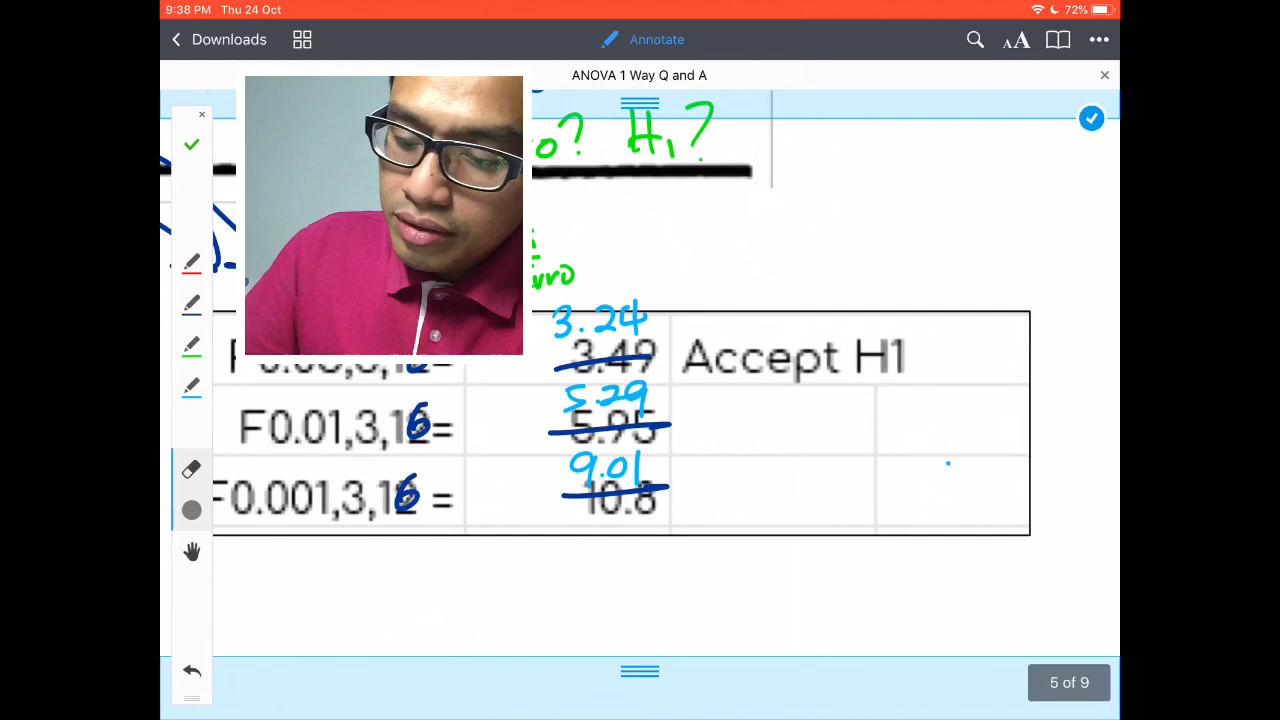 9:38 PM Thu 24 Oct 72%
Downloads Annotate AA
ANOVA 1 Way Q and A
o? H1?
3.24
3.49 Accept H1
5.29
F0.01,3,16= 5.95
9.01
F0.001,3,16 = 10.8
5 of 9